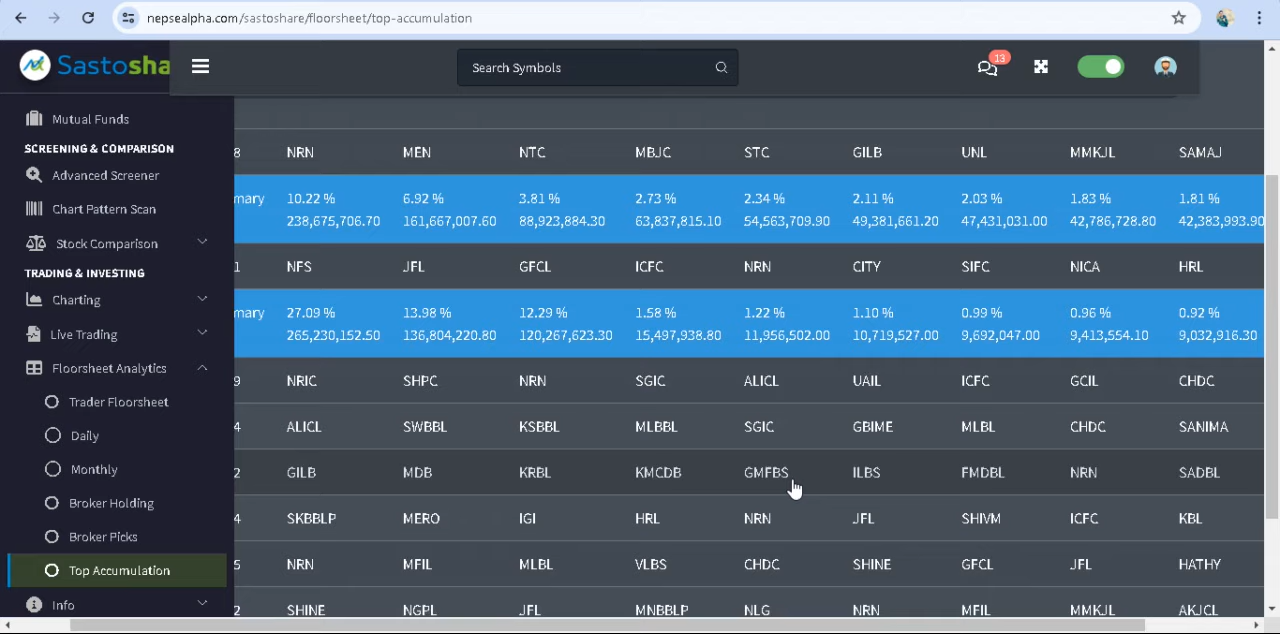 nepsealpha.com/sastoshare/floorsheet/top-accumulation
Sastosha
Search Symbols
13
Mutual Funds
SCREENING & COMPARISON
Advanced Screener
Chart Pattern Scan
Stock Comparison
TRADING & INVESTING
Charting
Live Trading
Floorsheet Analytics
Trader Floorsheet
Daily
Monthly
Broker Holding
Broker Picks
Top Accumulation
Info
8 NRN MEN NTC MBJC STC GILB UNL MMKJL SAMAJ
mary 10.22 % 6.92 % 3.81 % 2.73 % 2.34 % 2.11 % 2.03 % 1.83 % 1.81 %
238,675,706.70 161,667,007.60 88,923,884.30 63,837,815.10 54,563,709.90 49,381,661.20 47,431,031.00 42,786,728.80 42,383,993.90
1 NFS JFL GFCL ICFC NRN CITY SIFC NICA HRL
mary 27.09 % 13.98 % 12.29 % 1.58 % 1.22 % 1.10 % 0.99 % 0.96 % 0.92 %
265,230,152.50 136,804,220.80 120,267,623.30 15,497,938.80 11,956,502.00 10,719,527.00 9,692,047.00 9,413,554.10 9,032,916.30
9 NRIC SHPC NRN SGIC ALICL UAIL ICFC GCIL CHDC
4 ALICL SWBBL KSBBL MLBBL SGIC GBIME MLBL CHDC SANIMA
2 GILB MDB KRBL KMCDB GMFBS ILBS FMDBL NRN SADBL
4 SKBBLP MERO IGI HRL NRN JFL SHIVM ICFC KBL
5 NRN MFIL MLBL VLBS CHDC SHINE GFCL JFL HATHY
2 SHINE NGPL JFL MNBBLP NLG NRN MFIL MMKJL AKJCL